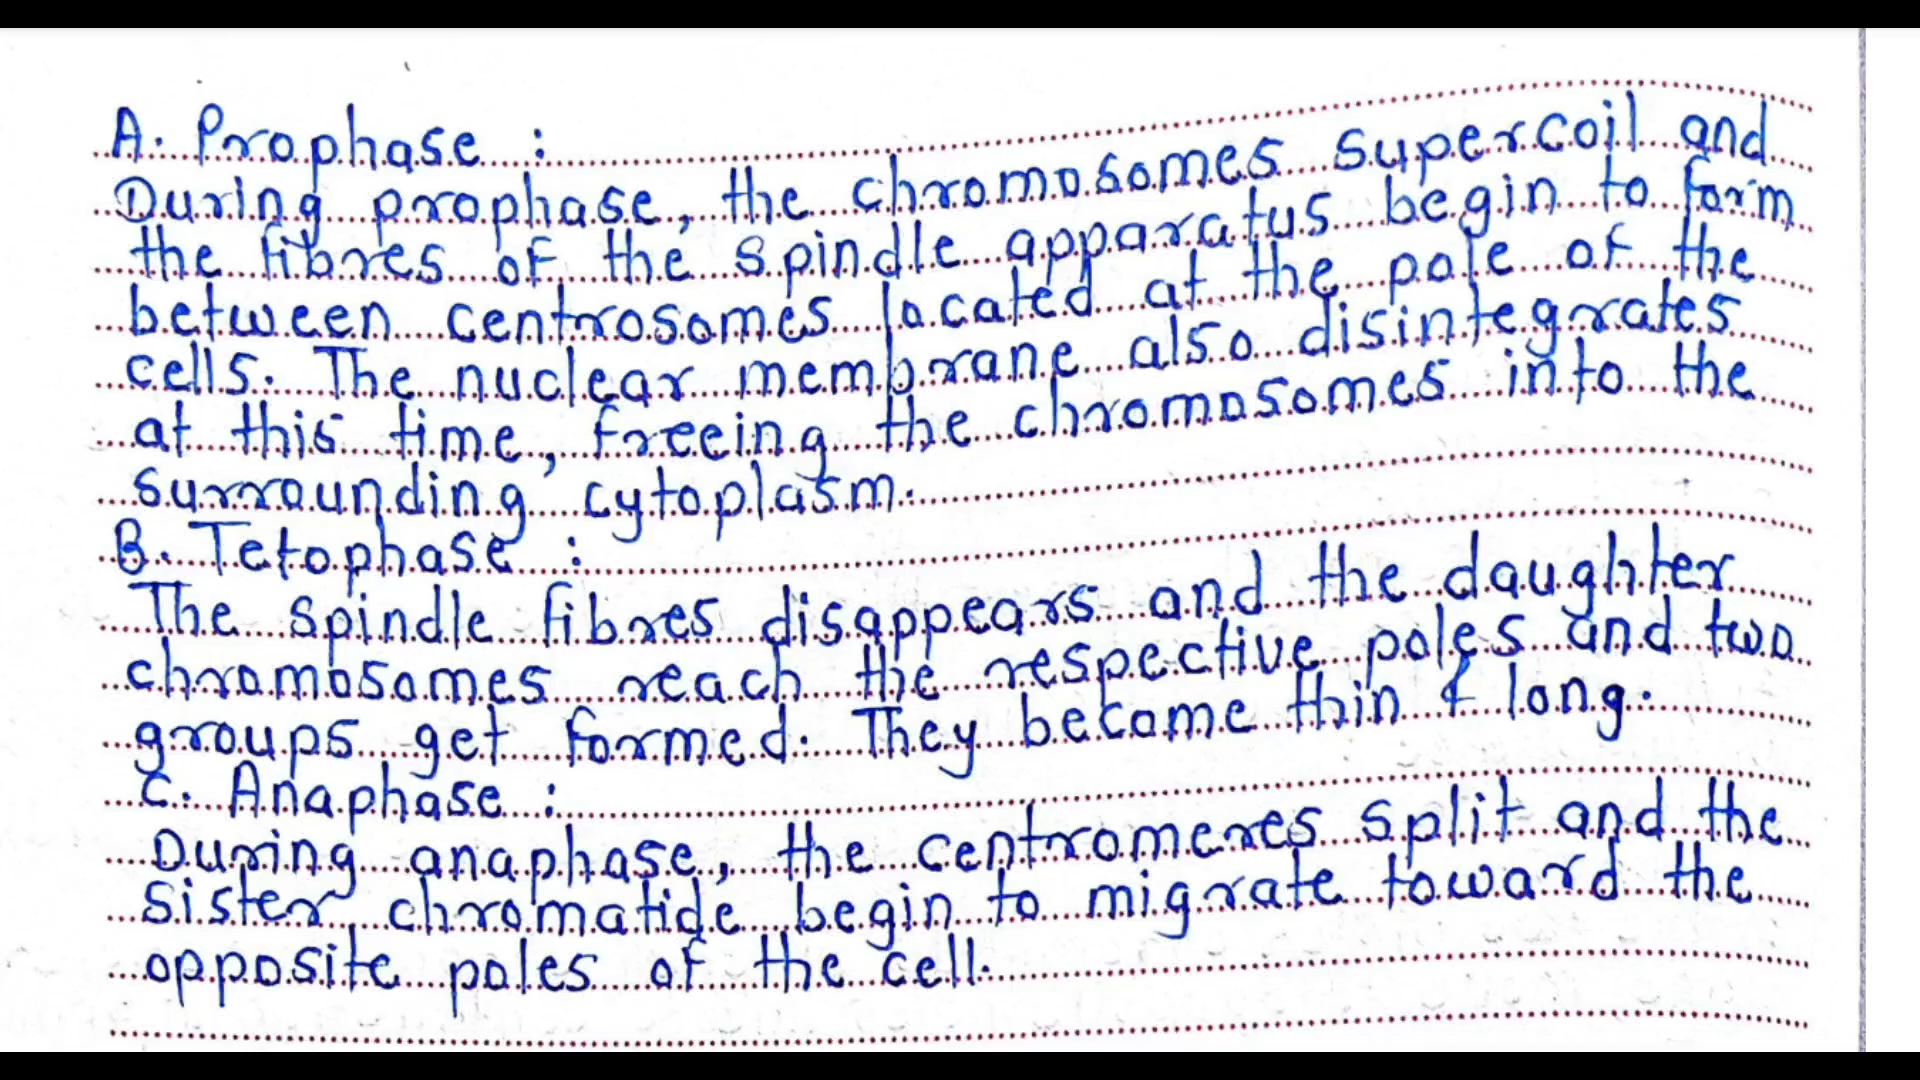 A. Prophase :
During prophase, the chromosomes supercoil and
the fibres of the spindle apparatus begin to form
between centrosomes located at the pole of the
cells. The nuclear membrane also disintegrates
at this time, freeing the chromosomes into the
surrounding cytoplasm.
B. Tetophase :
The spindle fibres disappears and the daughter
chromosomes reach the respective poles and two
groups get formed. They become thin & long.
C. Anaphase :
During anaphase, the centromeres split and the
sister chromatide begin to migrate toward the
opposite poles of the cell.